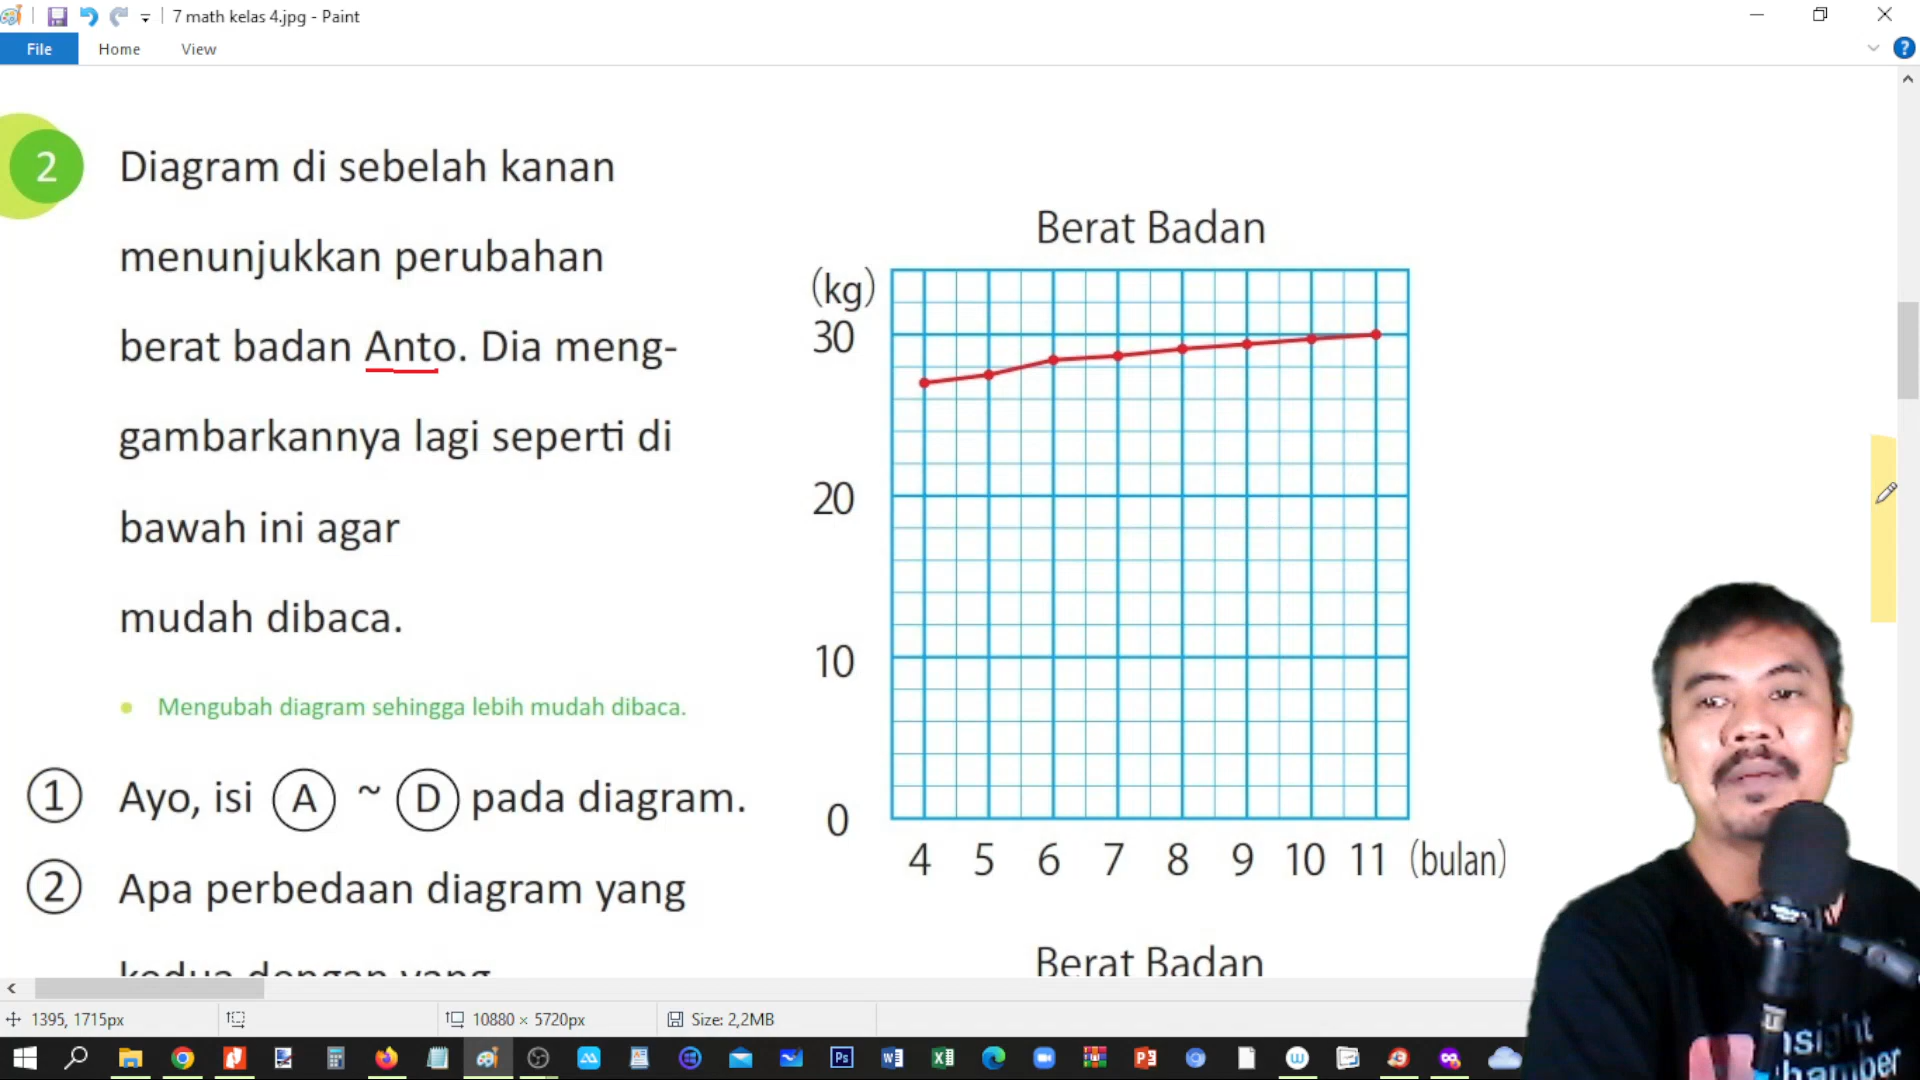 7 math kelas 4.jpg - Paint
File Home View
2 Diagram di sebelah kanan
menunjukkan perubahan
berat badan Anto. Dia meng-
gambarkannya lagi seperti di
bawah ini agar
mudah dibaca.
• Mengubah diagram sehingga lebih mudah dibaca.
1 Ayo, isi A ~ D pada diagram.
2 Apa perbedaan diagram yang
kedua dengan yang
Berat Badan
(kg)
30
20
10
0
4 5 6 7 8 9 10 11 (bulan)
Berat Badan
1395, 1715px
10880 × 5720px
Size: 2,2MB